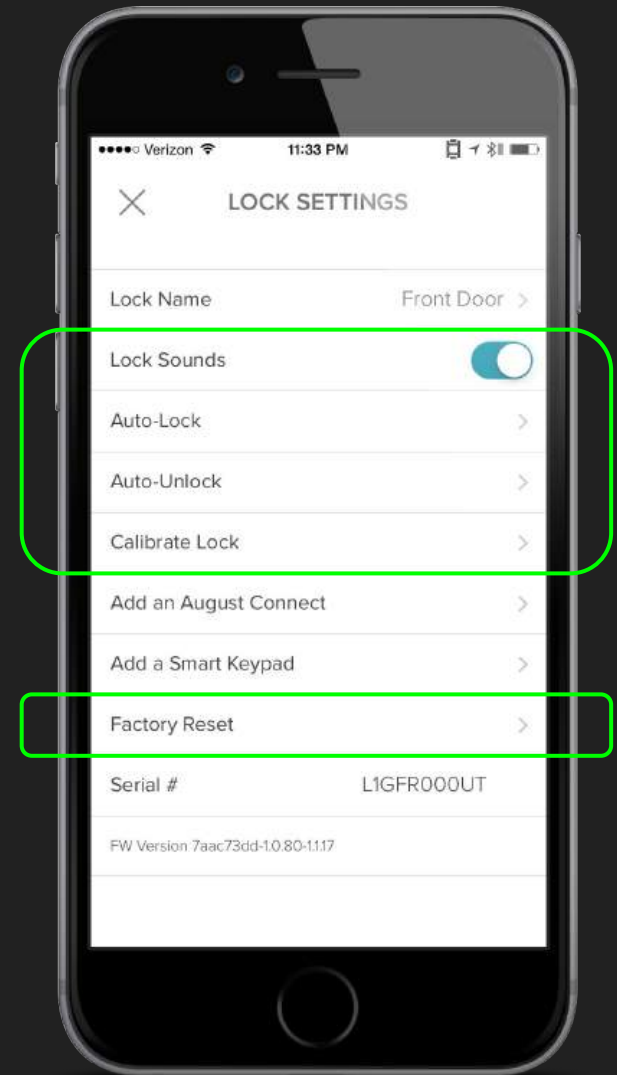 Verizon 11:33 PM
LOCK SETTINGS
Lock Name Front Door >
Lock Sounds
Auto-Lock >
Auto-Unlock >
Calibrate Lock >
Add an August Connect >
Add a Smart Keypad >
Factory Reset >
Serial # L1GFR000UT
FW Version 7aac73dd-1.0.80-1.1.17